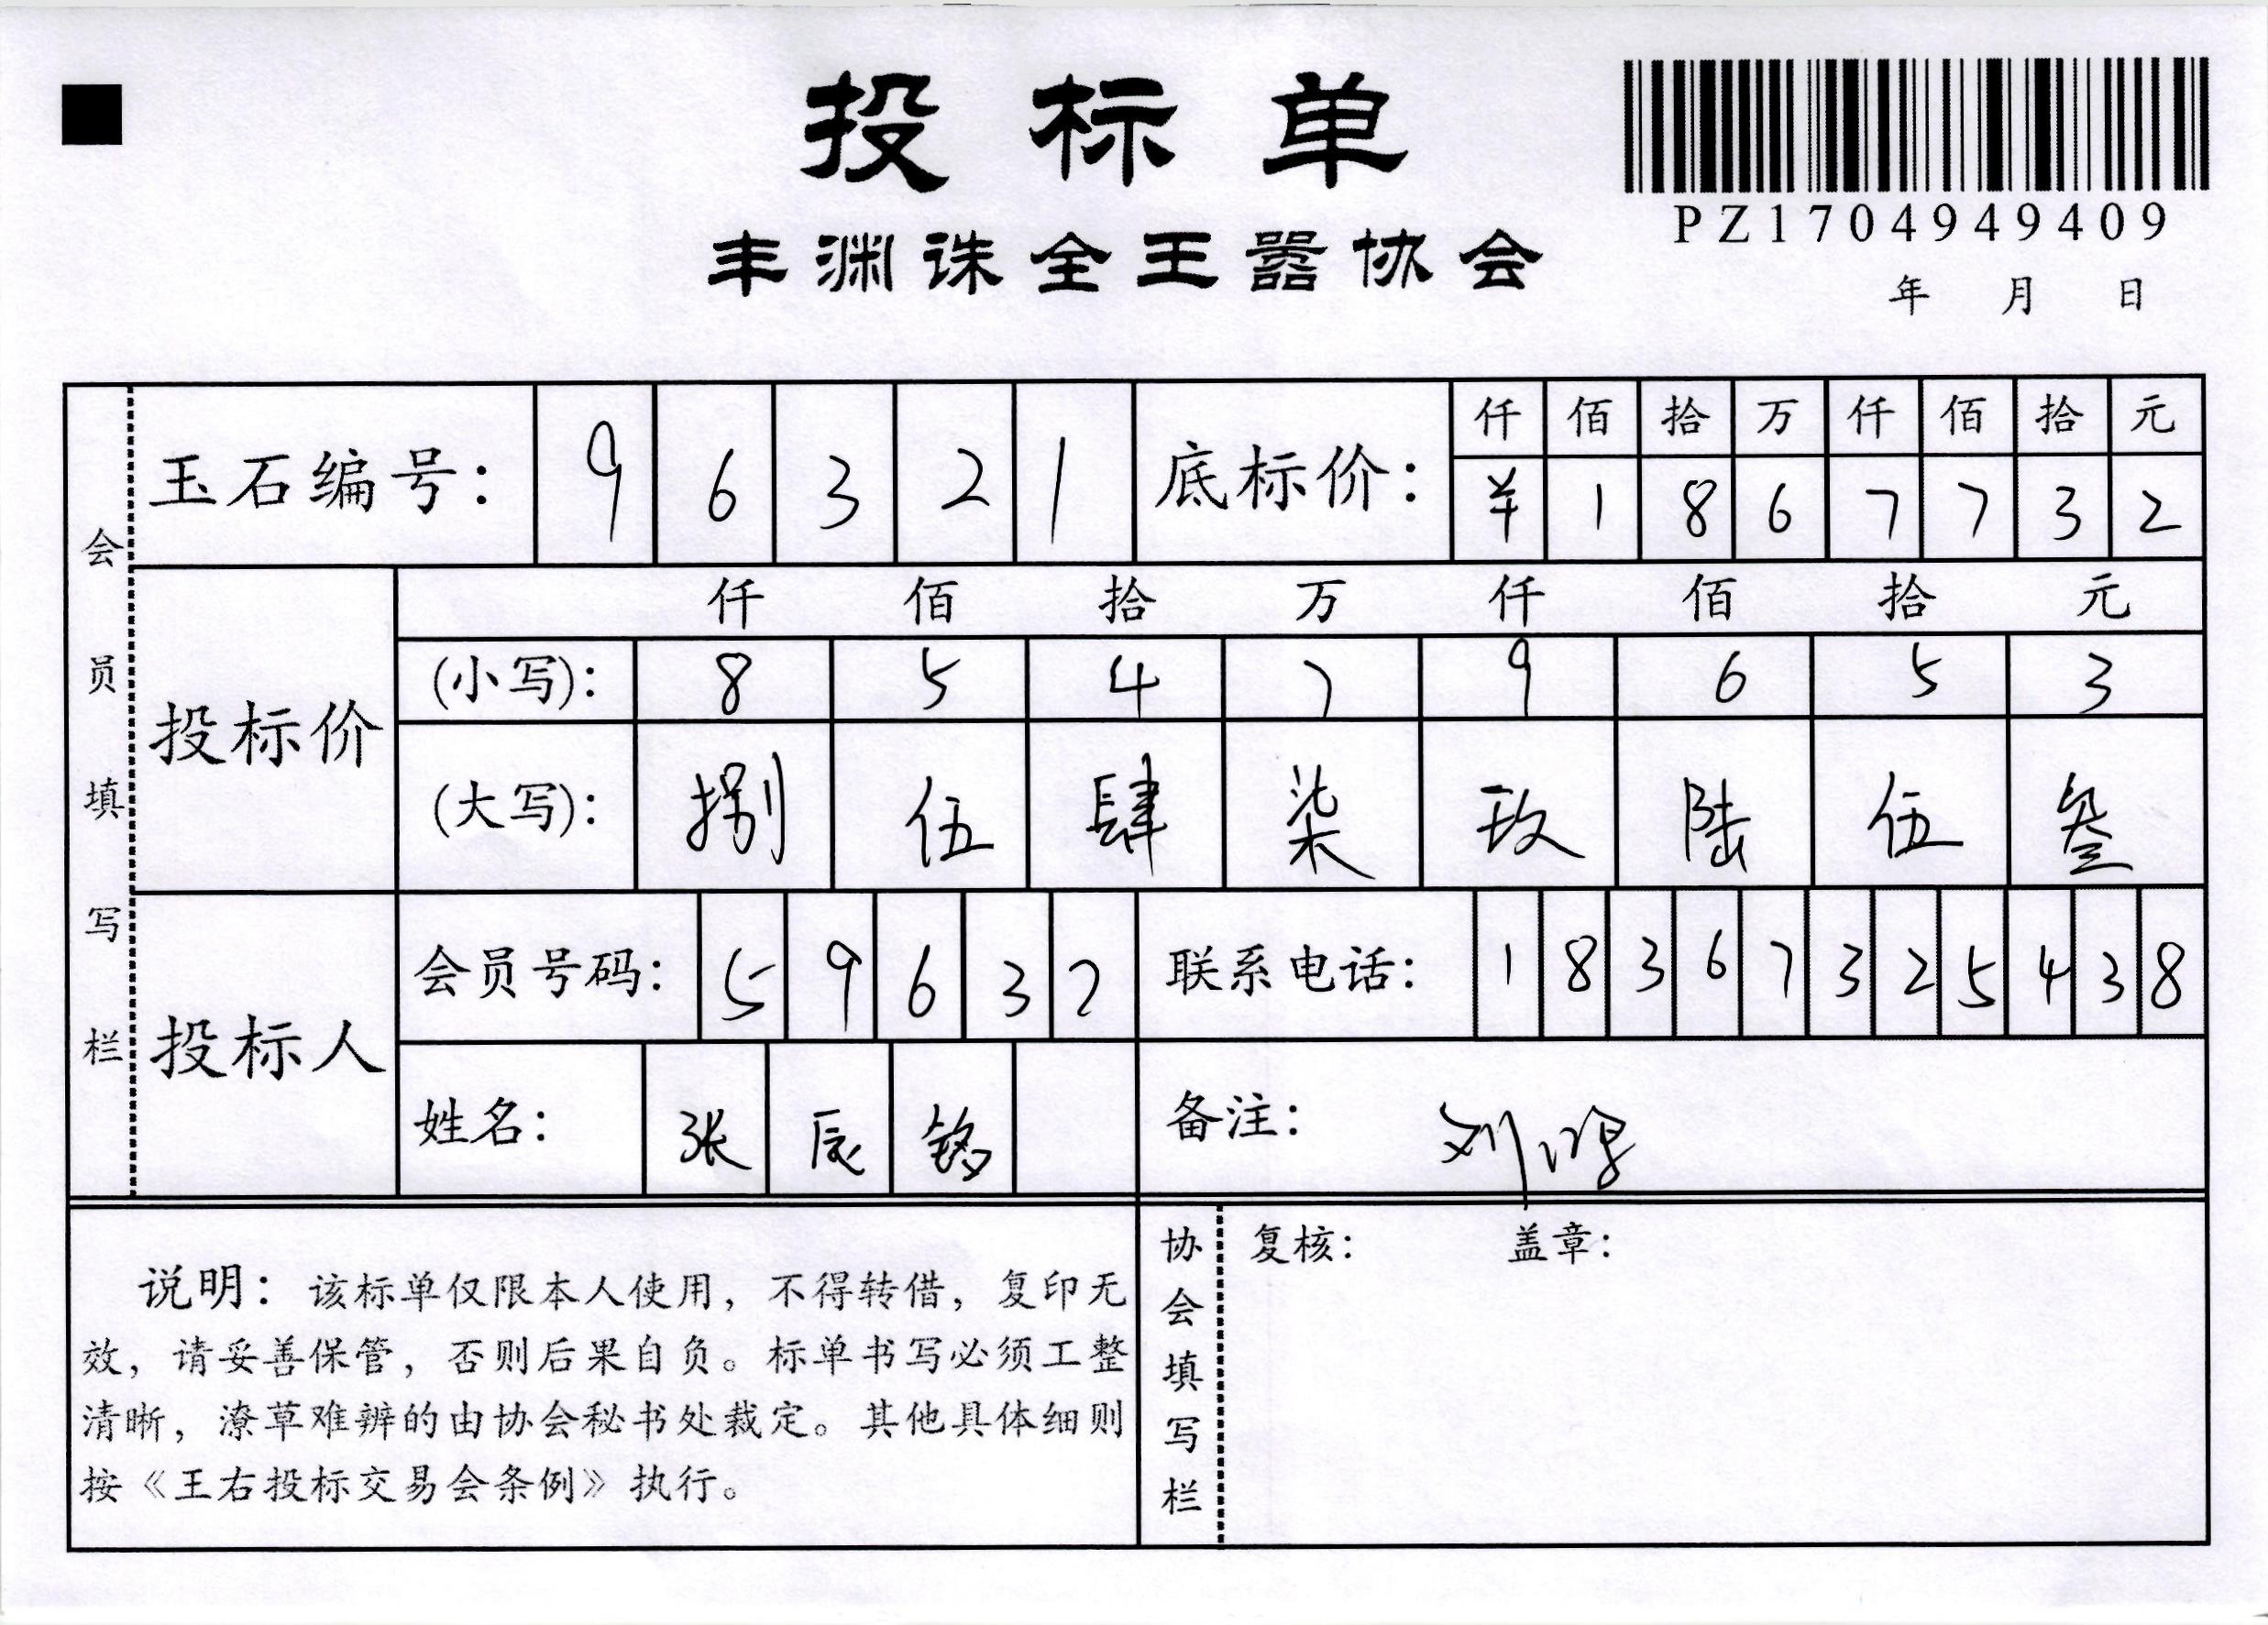 投标单
PZ1704949409
丰渊诛全王嚣协会
年 月 日
会员填写栏
玉石编号: 9 6 3 2 1
底标价:
仟 佰 拾 万 仟 佰 拾 元
¥ 1 8 6 7 7 3 2
投标价
仟 佰 拾 万 仟 佰 拾 元
(小写): 8 5 4 7 9 6 5 3
(大写): 捌 伍 肆 柒 玖 陆 伍 叁
投标人
会员号码: 5 9 6 3 2
联系电话: 1 8 3 6 7 3 2 5 4 3 8
姓名: 张 辰 铭
备注: 刘
说明：该标单仅限本人使用，不得转借，复印无
效，请妥善保管，否则后果自负。标单书写必须工整
清晰，潦草难辨的由协会秘书处裁定。其他具体细则
按《王右投标交易会条例》执行。
协会填写栏
复核: 盖章: